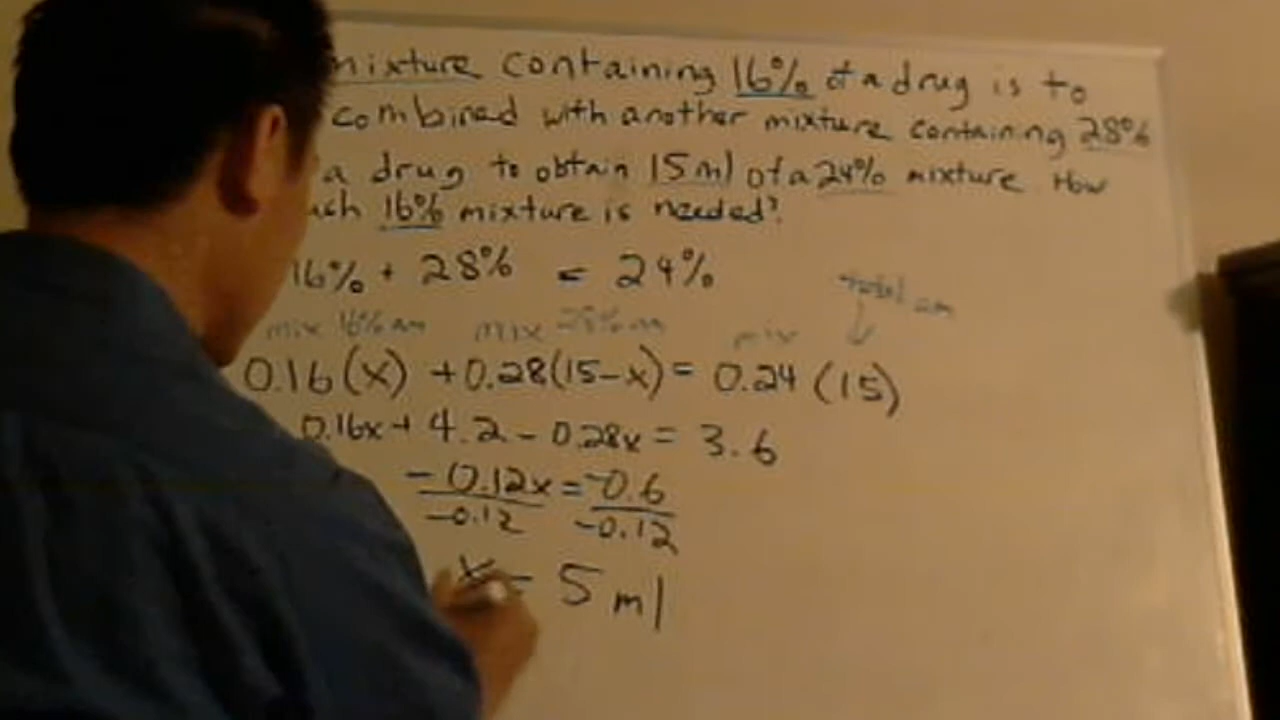 mixture containing 16% of a drug is to
combined with another mixture containing 28%
a drug to obtain 15 ml of a 24% mixture. How
16% mixture is needed?
16% + 28% = 24%
total am
mix 16% am mix 28% am mix
0.16(x) + 0.28(15-x) = 0.24 (15)
0.16x + 4.2 - 0.28x = 3.6
-0.12x = -0.6
-0.12 -0.12
x = 5 ml